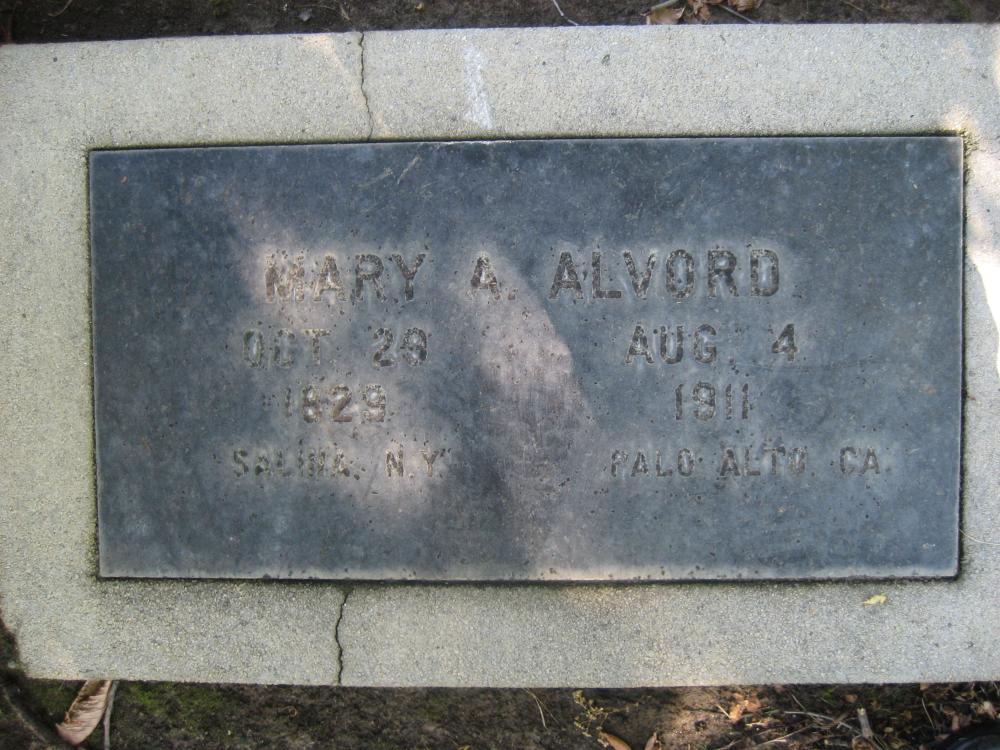 MARY A. ALVORD
OCT 29 AUG 4
1829 1911
SALINA, N.Y. PALO ALTO CA.